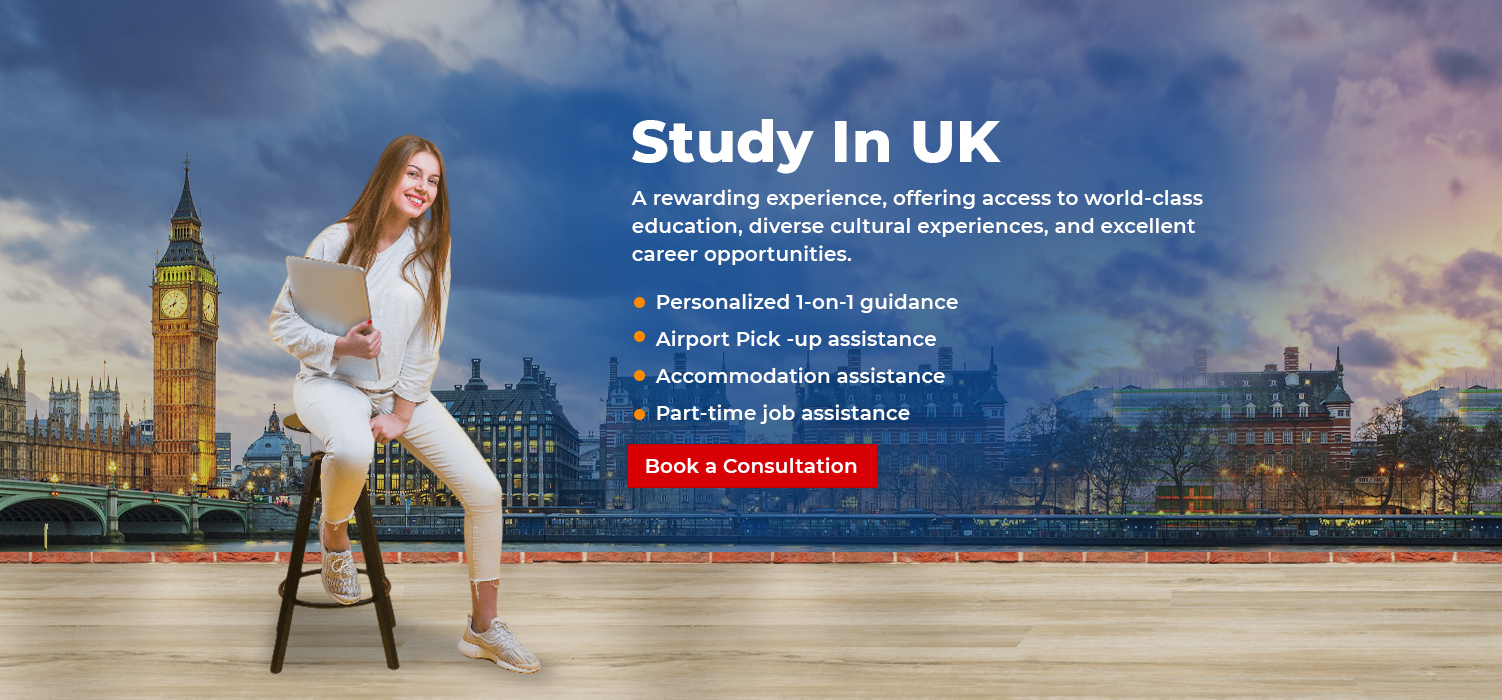 Study In UK
A rewarding experience, offering access to world-class
education, diverse cultural experiences, and excellent
career opportunities.
Personalized 1-on-1 guidance
Airport Pick -up assistance
Accommodation assistance
Part-time job assistance
Book a Consultation